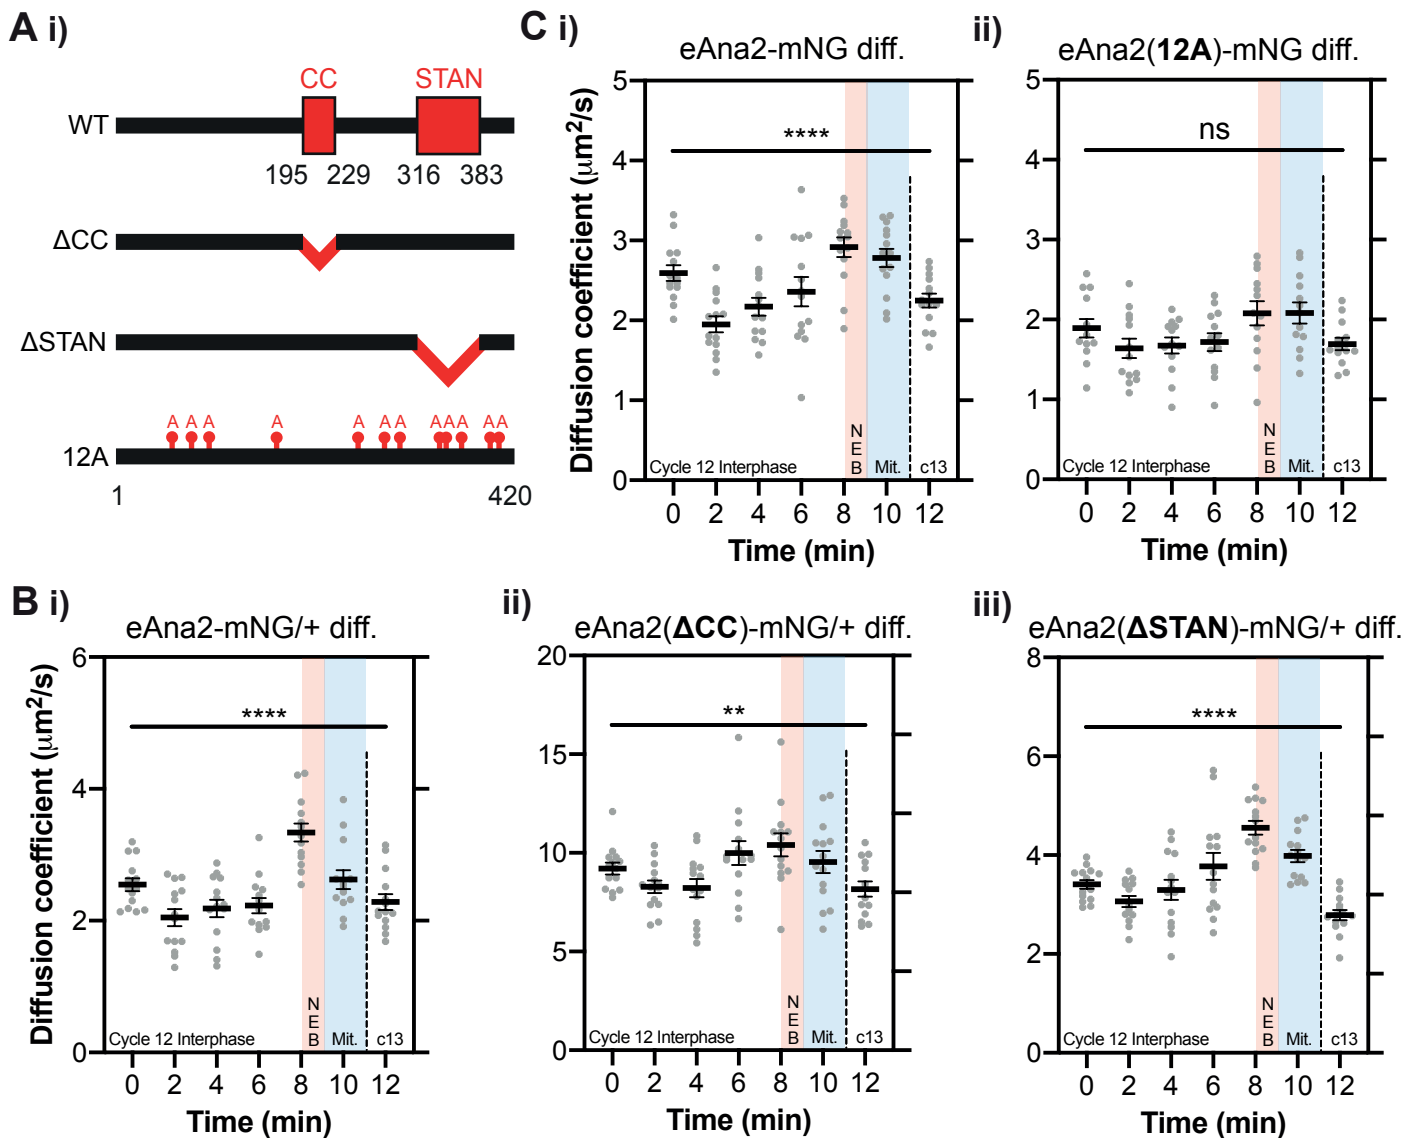 A i)
CC STAN
WT
195 229 316 383
ΔCC
ΔSTAN
A A A A A A A A A A A A
12A
1 420
C i)
eAna2-mNG diff.
Diffusion coefficient (μm²/s)
5
4
3
2
1
0
****
Cycle 12 Interphase
NEB
Mit.
c13
0 2 4 6 8 10 12
Time (min)
ii)
eAna2(12A)-mNG diff.
5
4
3
2
1
0
ns
Cycle 12 Interphase
NEB
Mit.
c13
0 2 4 6 8 10 12
Time (min)
B i)
eAna2-mNG/+ diff.
Diffusion coefficient (μm²/s)
6
4
2
0
****
Cycle 12 Interphase
NEB
Mit.
c13
0 2 4 6 8 10 12
Time (min)
ii)
eAna2(ΔCC)-mNG/+ diff.
20
15
10
5
0
**
Cycle 12 Interphase
NEB
Mit.
c13
0 2 4 6 8 10 12
Time (min)
iii)
eAna2(ΔSTAN)-mNG/+ diff.
8
6
4
2
0
****
Cycle 12 Interphase
NEB
Mit.
c13
0 2 4 6 8 10 12
Time (min)